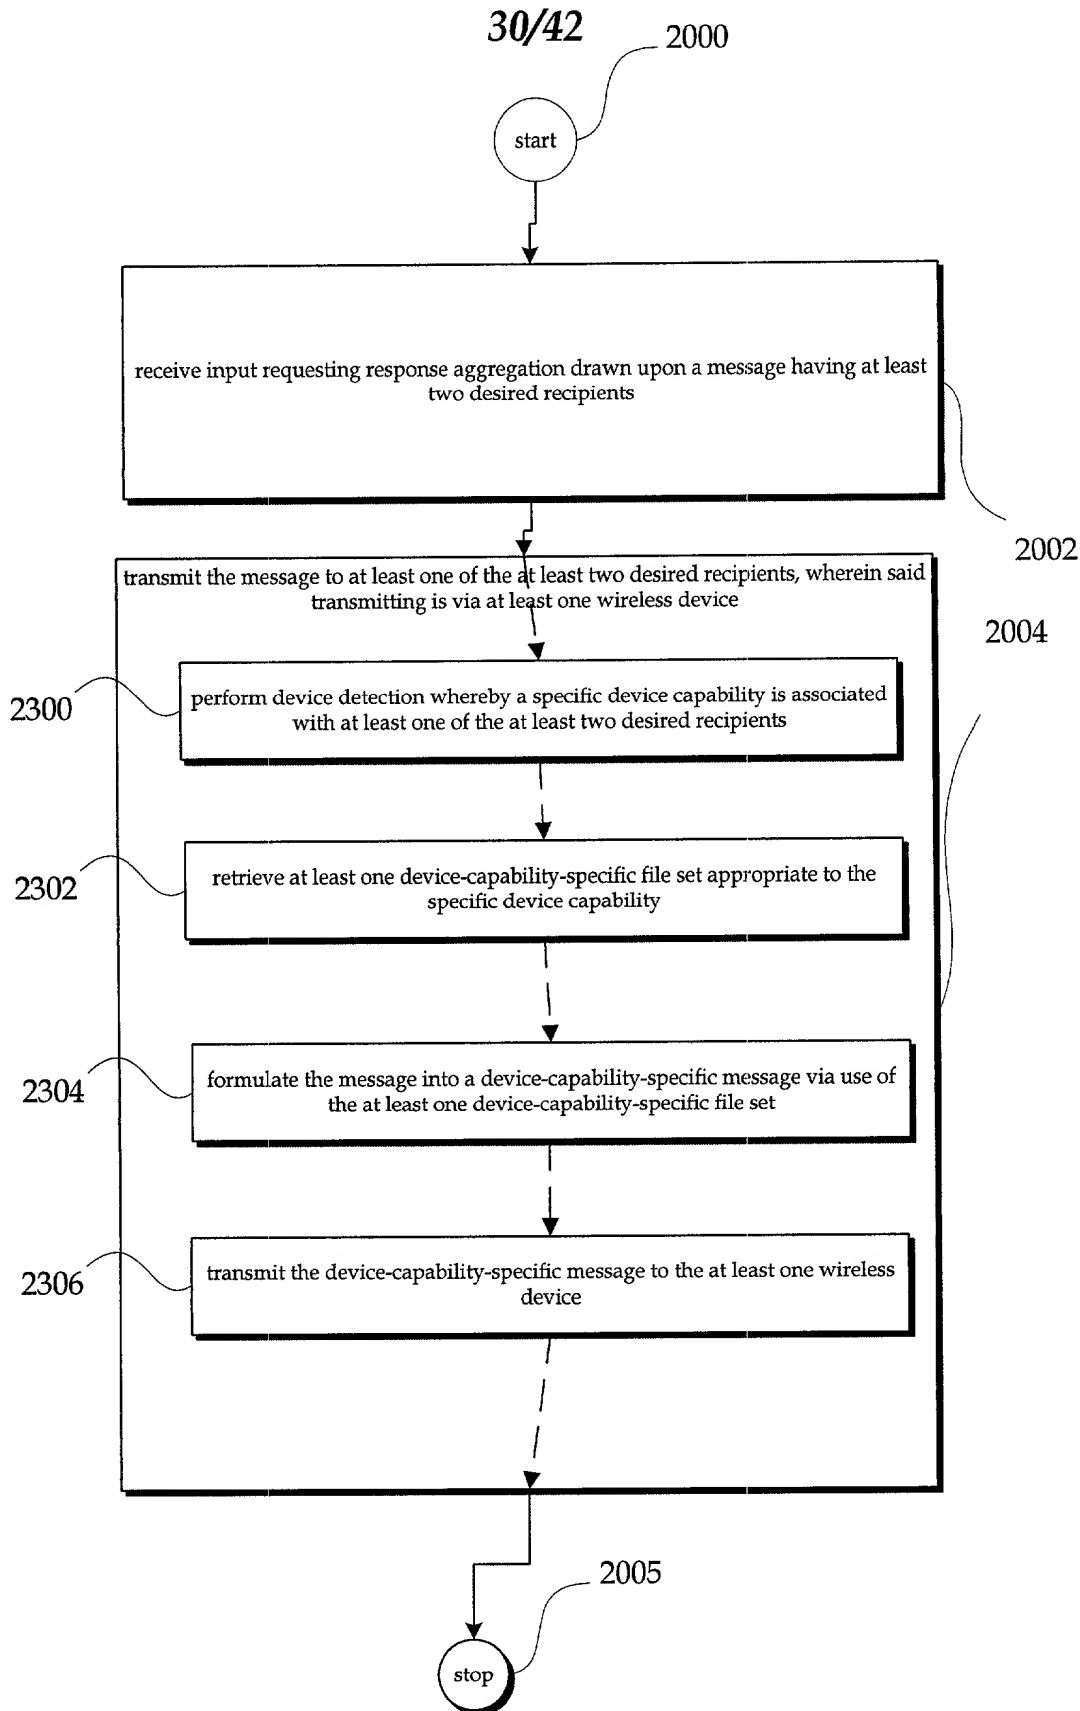 30/42
2000
start
receive input requesting response aggregation drawn upon a message having at least
two desired recipients
2002
transmit the message to at least one of the at least two desired recipients, wherein said
transmitting is via at least one wireless device
2004
2300
perform device detection whereby a specific device capability is associated
with at least one of the at least two desired recipients
2302
retrieve at least one device-capability-specific file set appropriate to the
specific device capability
2304
formulate the message into a device-capability-specific message via use of
the at least one device-capability-specific file set
2306
transmit the device-capability-specific message to the at least one wireless
device
2005
stop